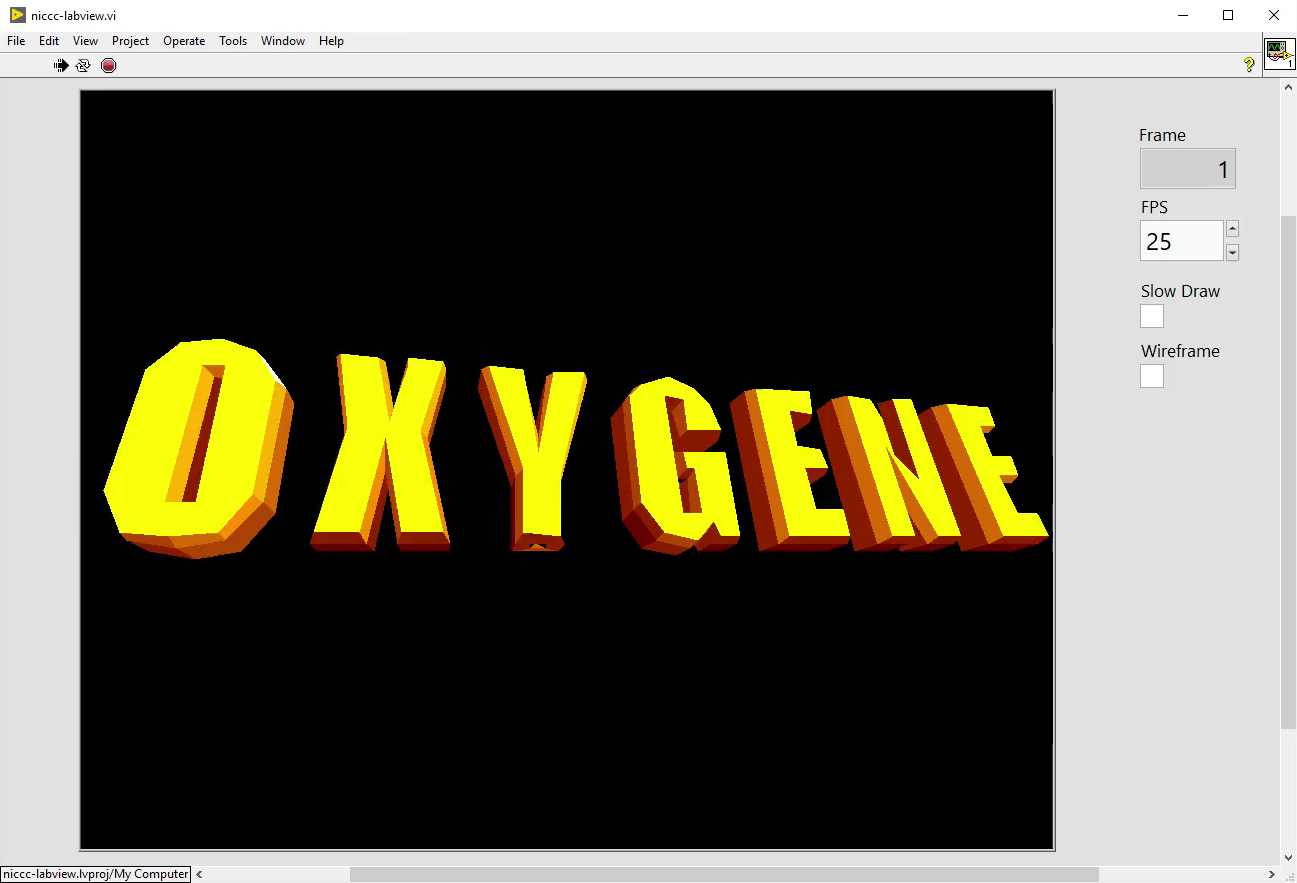 niccc-labview.vi
File Edit View Project Operate Tools Window Help
?
1
OXYGENE
Frame
1
FPS
25
Slow Draw
Wireframe
niccc-labview.lvproj/My Computer